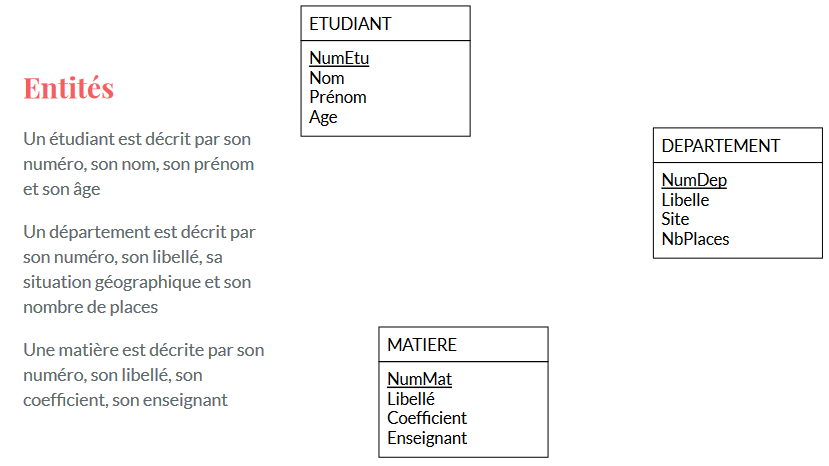 Entités
Un étudiant est décrit par son
numéro, son nom, son prénom
et son âge
Un département est décrit par
son numéro, son libellé, sa
situation géographique et son
nombre de places
Une matière est décrite par son
numéro, son libellé, son
coefficient, son enseignant
ETUDIANT
NumEtu
Nom
Prénom
Age
DEPARTEMENT
NumDep
Libelle
Site
NbPlaces
MATIERE
NumMat
Libellé
Coefficient
Enseignant